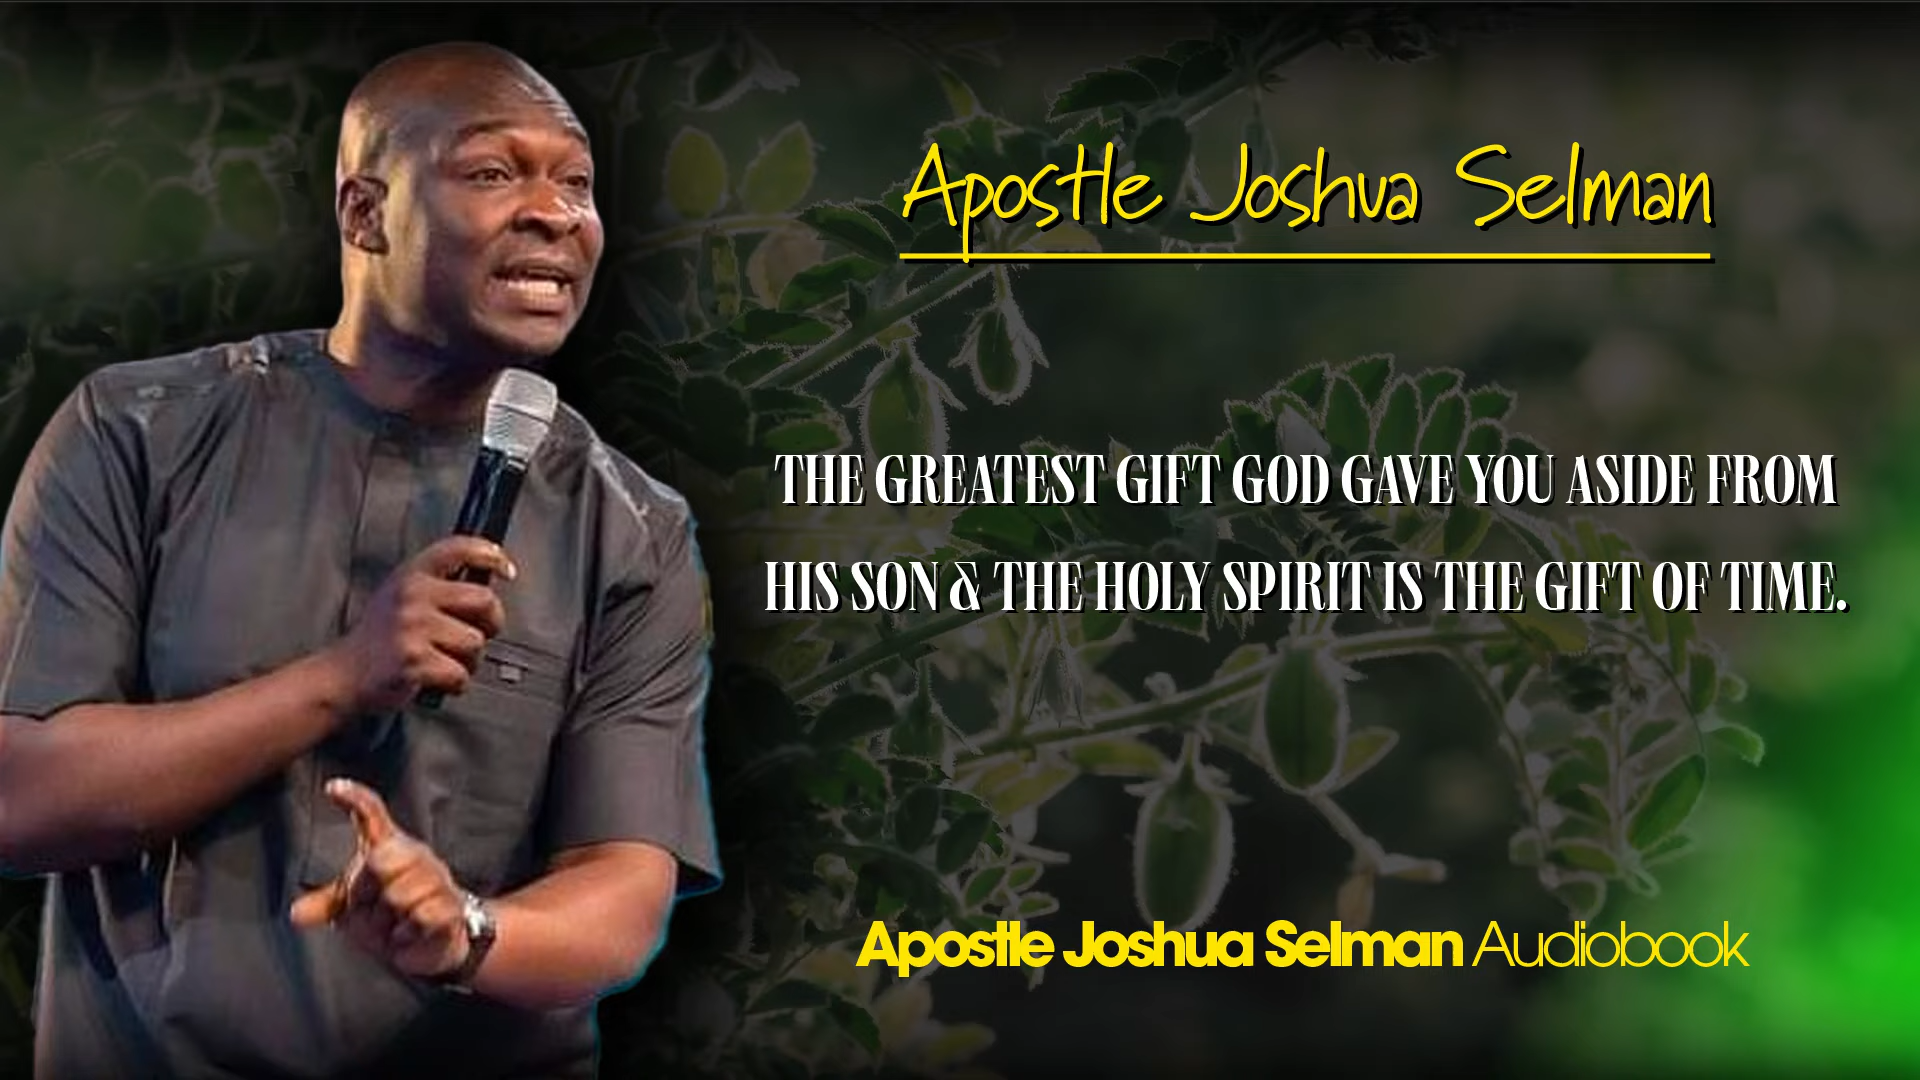 Apostle Joshua Selman
THE GREATEST GIFT GOD GAVE YOU ASIDE FROM
HIS SON & THE HOLY SPIRIT IS THE GIFT OF TIME.
Apostle Joshua Selman Audiobook